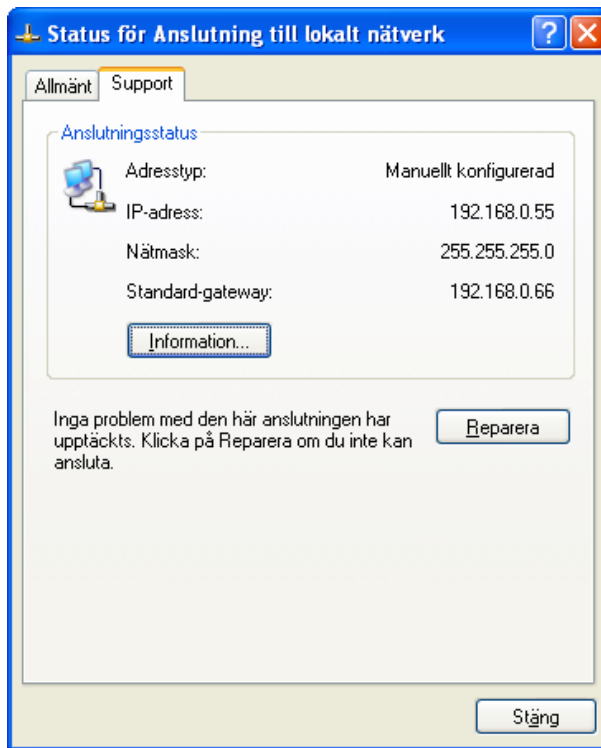 Status för Anslutning till lokalt nätverk
Allmänt
Support
Anslutningsstatus
Adresstyp: Manuellt konfigurerad
IP-adress: 192.168.0.55
Nätmask: 255.255.255.0
Standard-gateway: 192.168.0.66
Information...
Inga problem med den här anslutningen har
upptäckts. Klicka på Reparera om du inte kan
ansluta.
Reparera
Stäng